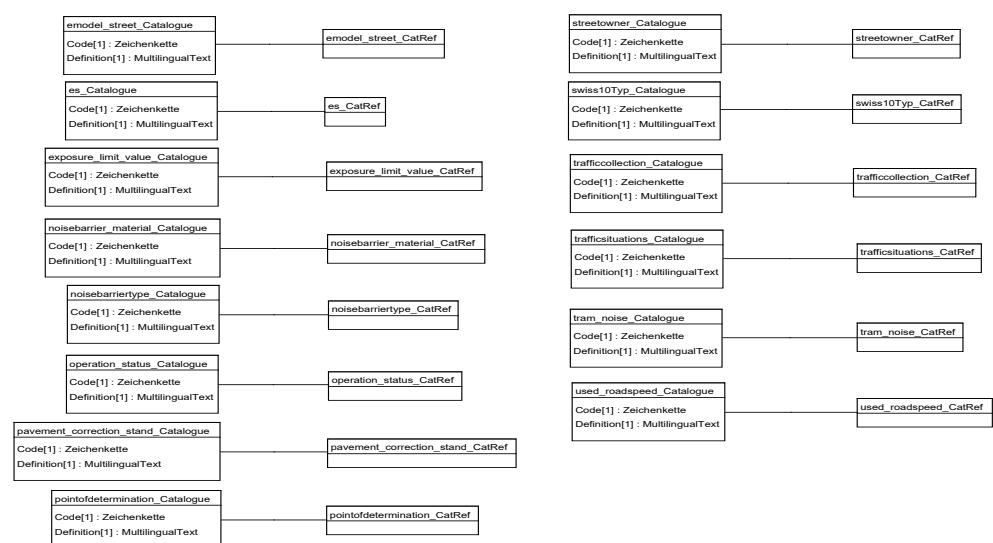 emodel_street_Catalogue
Code[1] : Zeichenkette
Definition[1] : MultilingualText
emodel_street_CatRef
es_Catalogue
Code[1] : Zeichenkette
Definition[1] : MultilingualText
es_CatRef
exposure_limit_value_Catalogue
Code[1] : Zeichenkette
Definition[1] : MultilingualText
exposure_limit_value_CatRef
noisebarrier_material_Catalogue
Code[1] : Zeichenkette
Definition[1] : MultilingualText
noisebarrier_material_CatRef
noisebarriertype_Catalogue
Code[1] : Zeichenkette
Definition[1] : MultilingualText
noisebarriertype_CatRef
operation_status_Catalogue
Code[1] : Zeichenkette
Definition[1] : MultilingualText
operation_status_CatRef
pavement_correction_stand_Catalogue
Code[1] : Zeichenkette
Definition[1] : MultilingualText
pavement_correction_stand_CatRef
pointofdetermination_Catalogue
Code[1] : Zeichenkette
Definition[1] : MultilingualText
pointofdetermination_CatRef
streetowner_Catalogue
Code[1] : Zeichenkette
Definition[1] : MultilingualText
streetowner_CatRef
swiss10Typ_Catalogue
Code[1] : Zeichenkette
Definition[1] : MultilingualText
swiss10Typ_CatRef
trafficcollection_Catalogue
Code[1] : Zeichenkette
Definition[1] : MultilingualText
trafficcollection_CatRef
trafficsituations_Catalogue
Code[1] : Zeichenkette
Definition[1] : MultilingualText
trafficsituations_CatRef
tram_noise_Catalogue
Code[1] : Zeichenkette
Definition[1] : MultilingualText
tram_noise_CatRef
used_roadspeed_Catalogue
Code[1] : Zeichenkette
Definition[1] : MultilingualText
used_roadspeed_CatRef